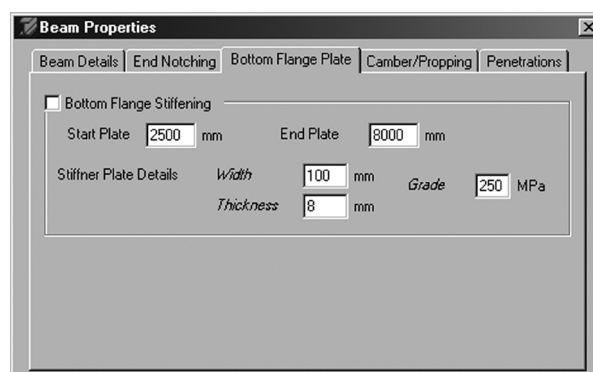 Beam Properties
Beam Details End Notching Bottom Flange Plate Camber/Propping Penetrations
Bottom Flange Stiffening
Start Plate 2500 mm End Plate 8000 mm
Stiffner Plate Details Width 100 mm Grade 250 MPa
Thickness 8 mm